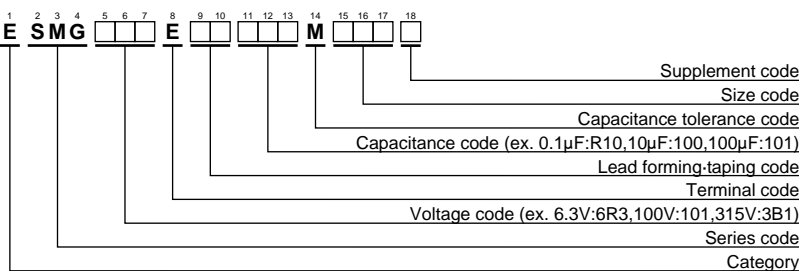 1 2 3 4 5 6 7 8 9 10 11 12 13 14 15 16 17 18
E S M G □□□ E □□ □□□ M □□□ □
Supplement code
Size code
Capacitance tolerance code
Capacitance code (ex. 0.1μF:R10,10μF:100,100μF:101)
Lead forming·taping code
Terminal code
Voltage code (ex. 6.3V:6R3,100V:101,315V:3B1)
Series code
Category